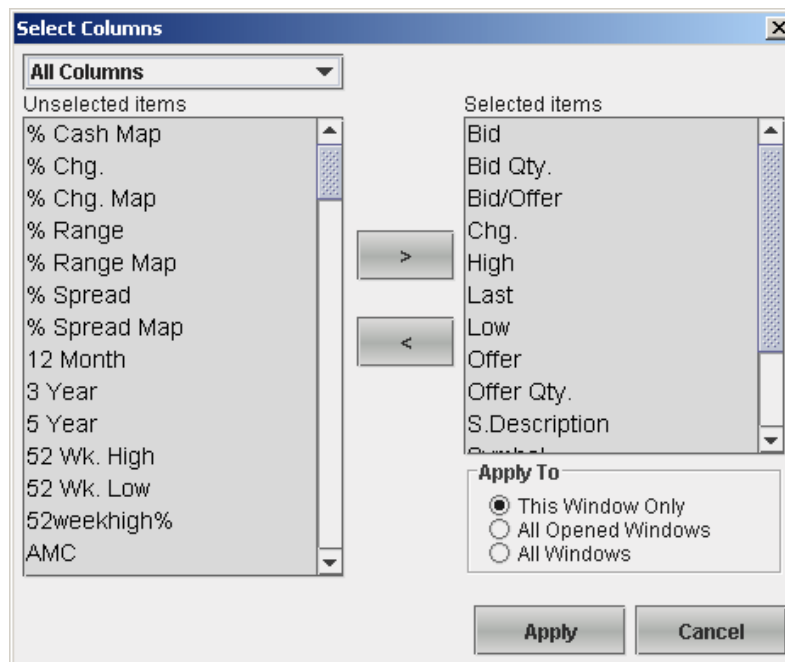 Select Columns
All Columns
Unselected items
% Cash Map
% Chg.
% Chg. Map
% Range
% Range Map
% Spread
% Spread Map
12 Month
3 Year
5 Year
52 Wk. High
52 Wk. Low
52weekhigh%
AMC
>
<
Selected items
Bid
Bid Qty.
Bid/Offer
Chg.
High
Last
Low
Offer
Offer Qty.
S.Description
Symbol
Apply To
This Window Only
All Opened Windows
All Windows
Apply
Cancel